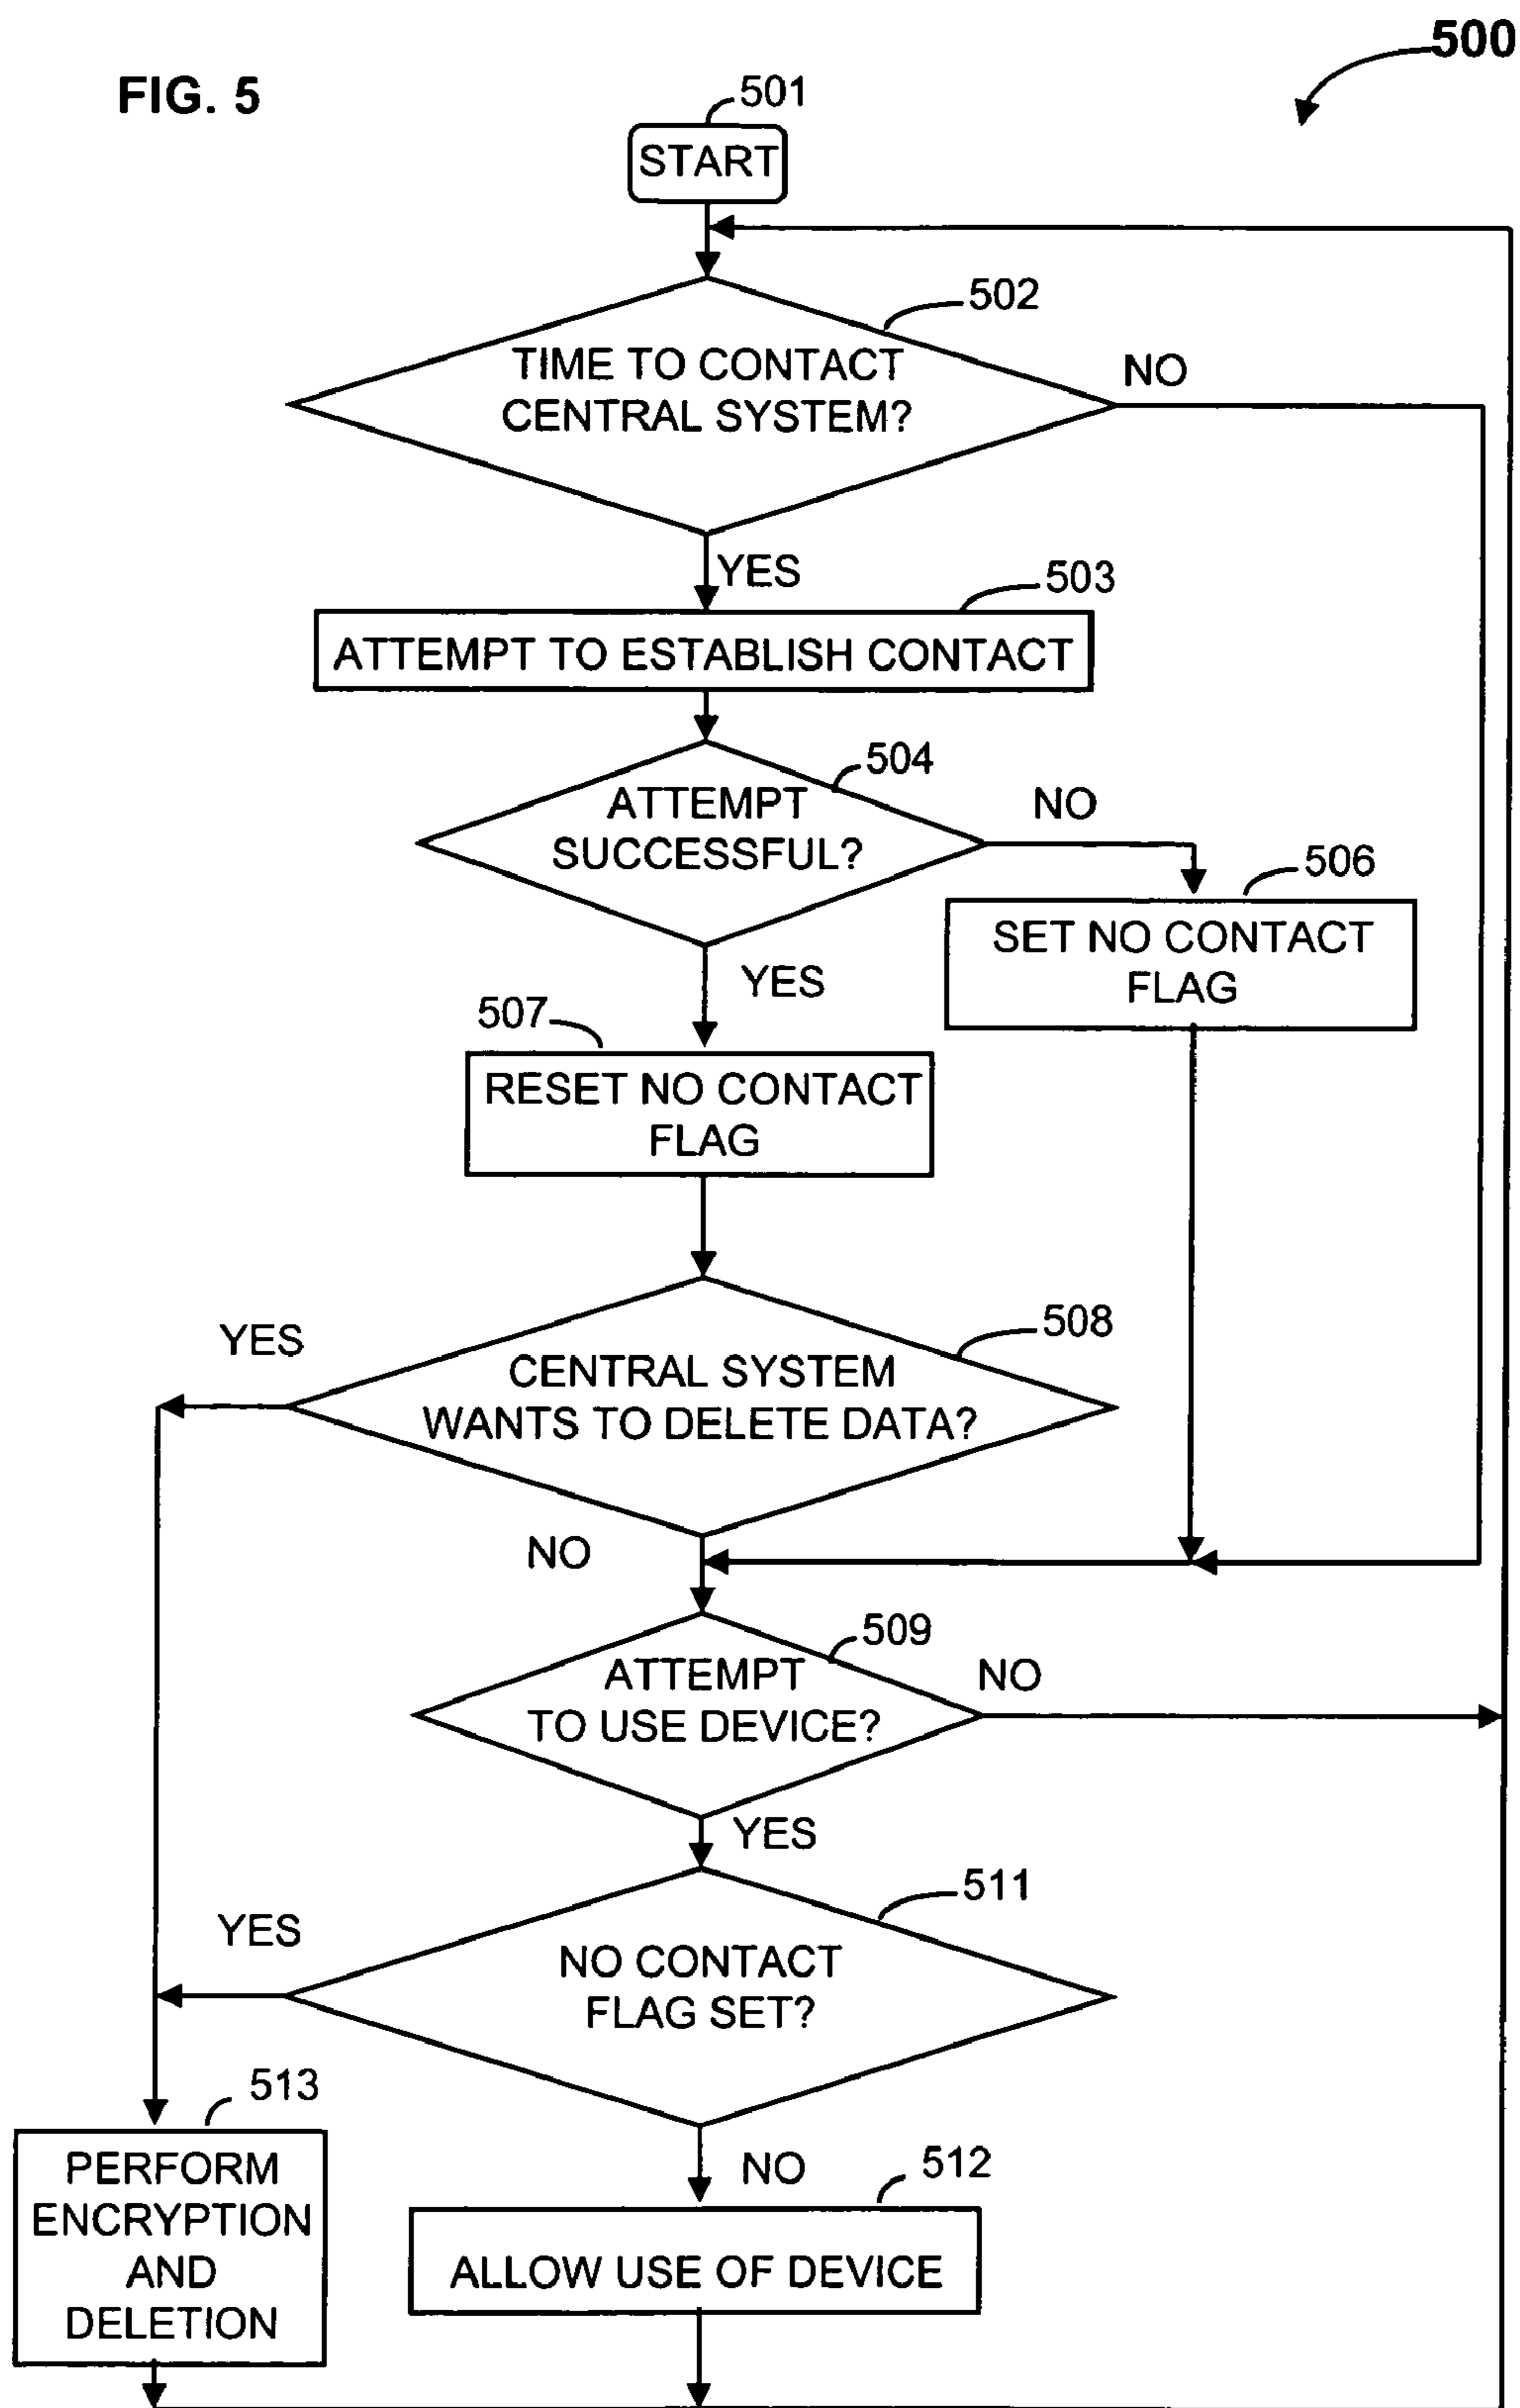 500
FIG. 5
501
START
502
TIME TO CONTACT
CENTRAL SYSTEM?
NO
YES
503
ATTEMPT TO ESTABLISH CONTACT
504
ATTEMPT
SUCCESSFUL?
NO
506
SET NO CONTACT
FLAG
YES
507
RESET NO CONTACT
FLAG
508
YES
CENTRAL SYSTEM
WANTS TO DELETE DATA?
NO
509
ATTEMPT
TO USE DEVICE?
NO
YES
511
YES
NO CONTACT
FLAG SET?
513
PERFORM
ENCRYPTION
AND
DELETION
NO
512
ALLOW USE OF DEVICE